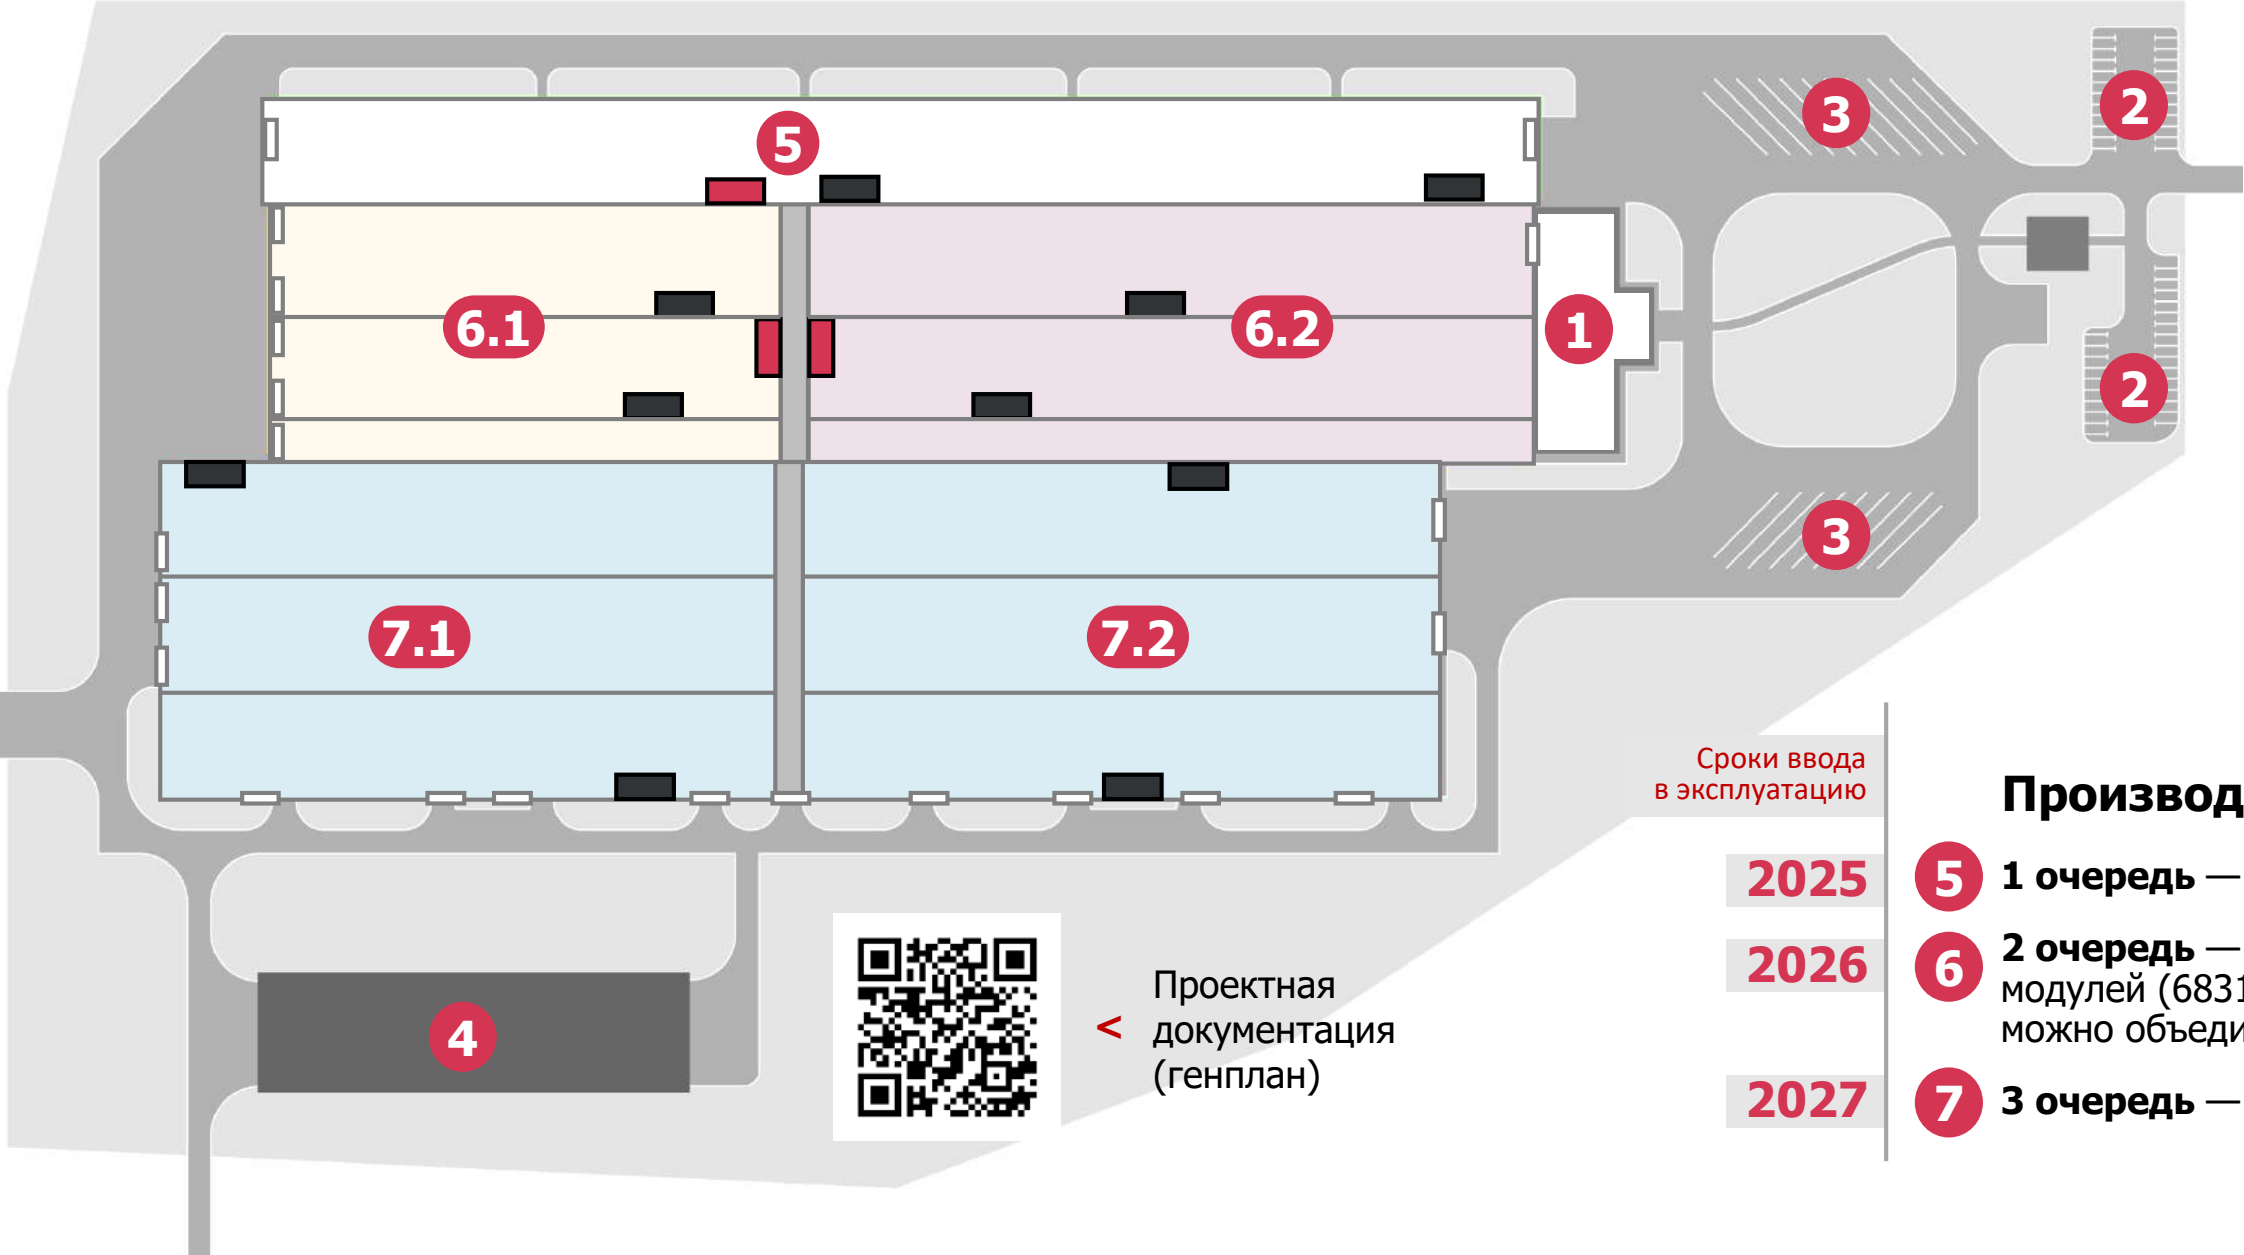 5
3
2
6.1
6.2
1
2
3
7.1
7.2
4
<
Проектная
документация
(генплан)
Сроки ввода
в эксплуатацию
Производ
2025
5
1 очередь —
2026
6
2 очередь —
модулей (6831
можно объеди
2027
7
3 очередь —